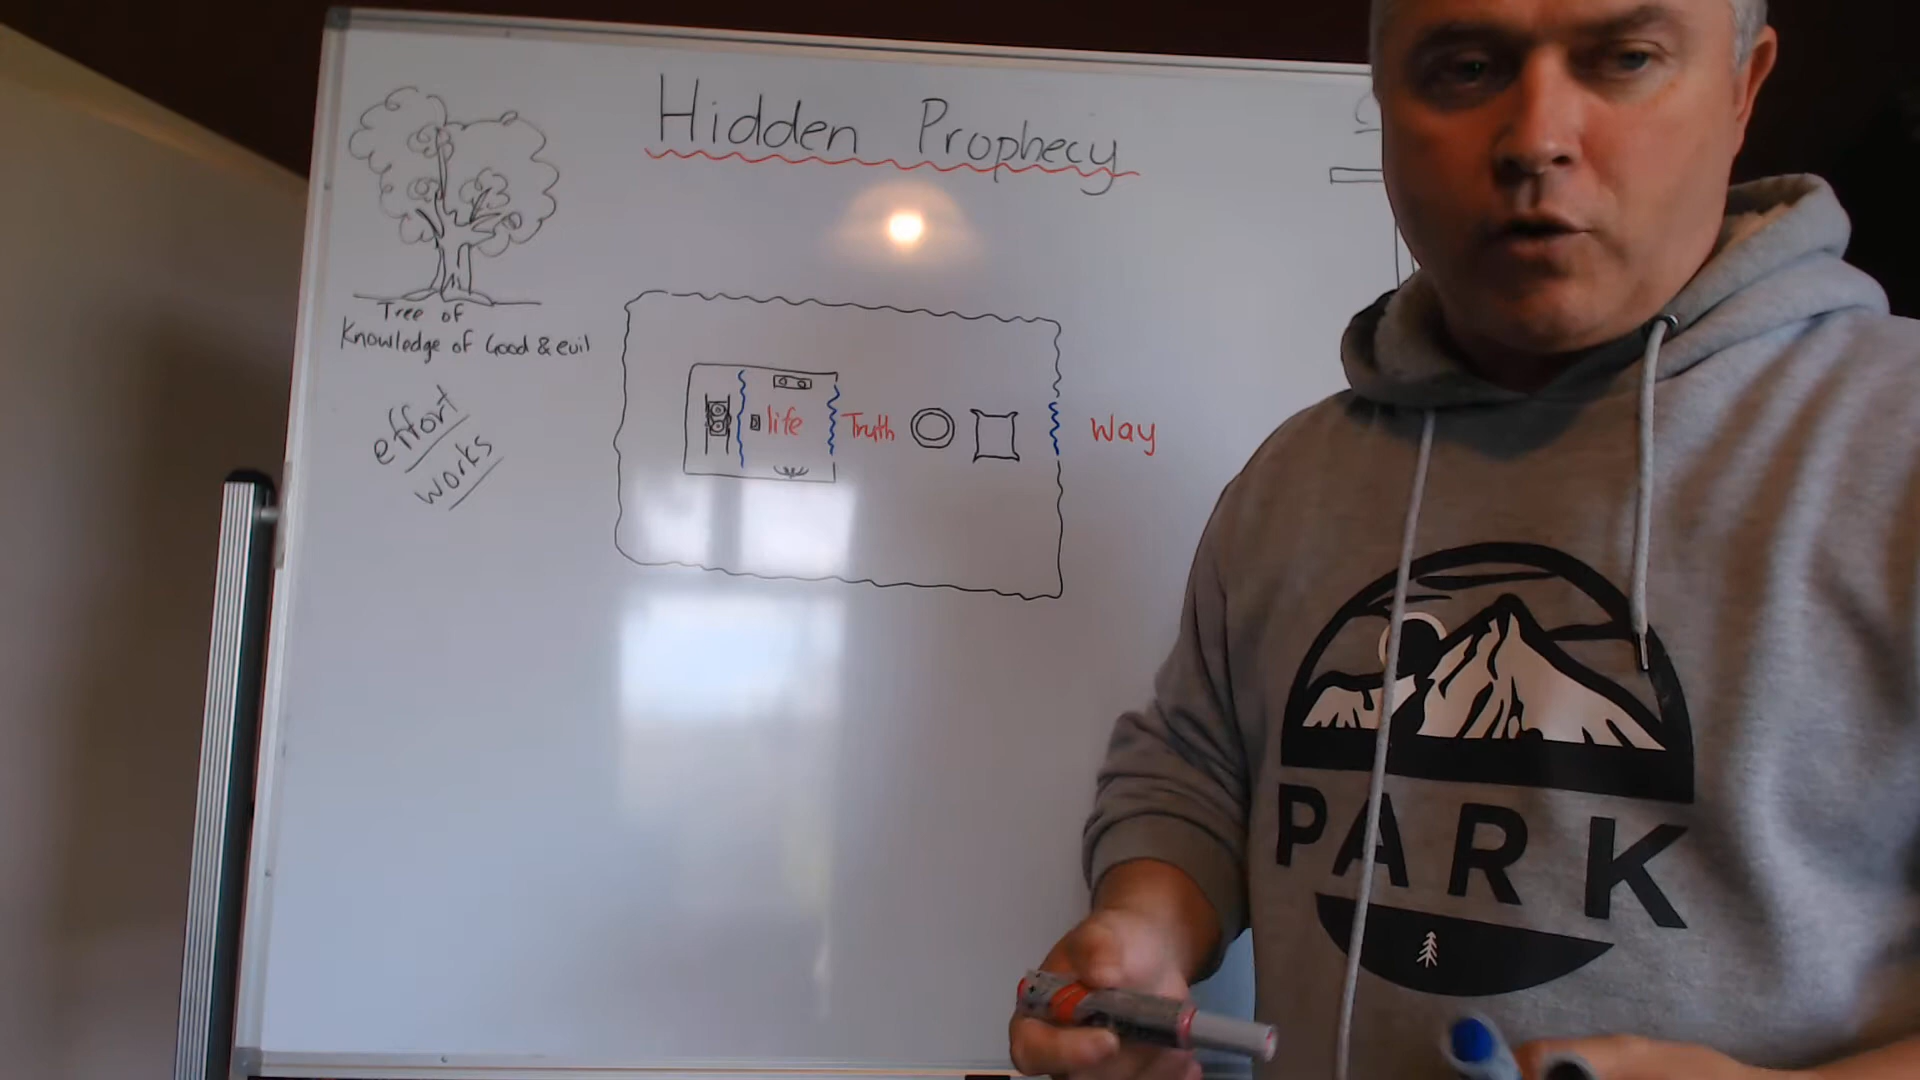 Hidden Prophecy
Tree of
Knowledge of Good & evil
effort
works
life Truth Way
PARK